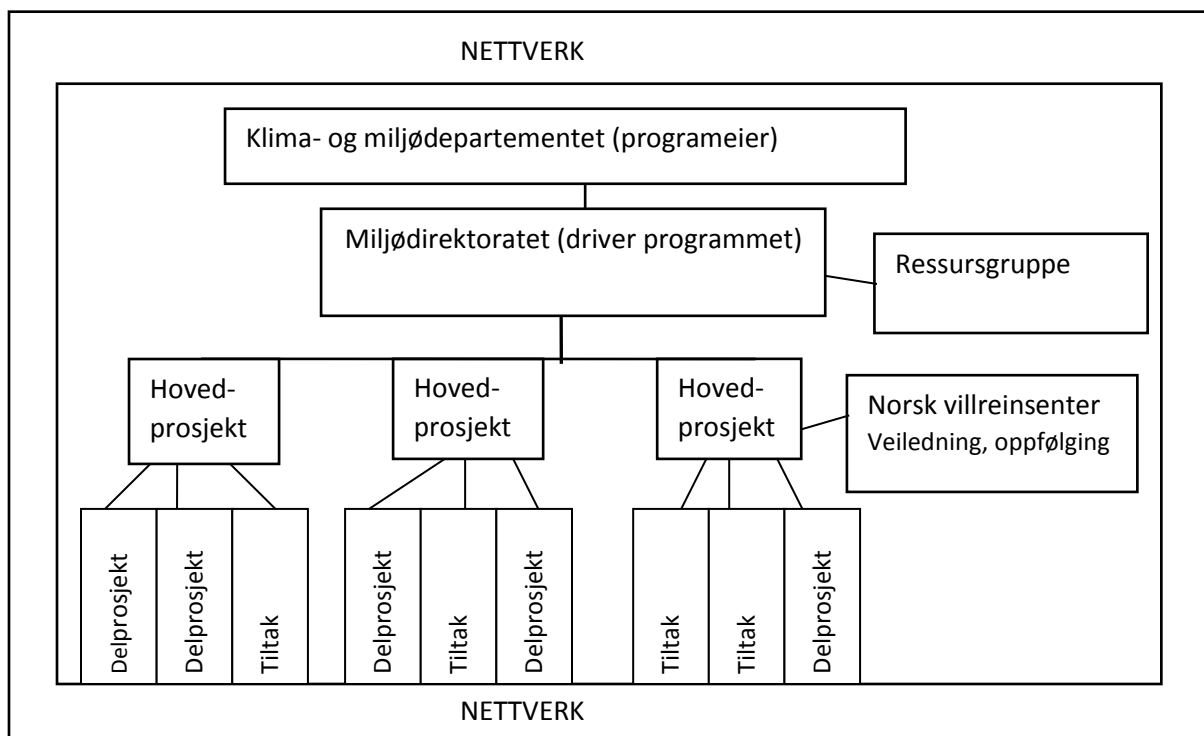 NETTVERK
Klima- og miljødepartementet (programeier)
Miljødirektoratet (driver programmet)
Ressursgruppe
Hoved-
prosjekt
Hoved-
prosjekt
Hoved-
prosjekt
Norsk villreinsenter
Veiledning, oppfølging
Delprosjekt
Delprosjekt
Tiltak
Delprosjekt
Tiltak
Delprosjekt
Tiltak
Tiltak
Delprosjekt
NETTVERK